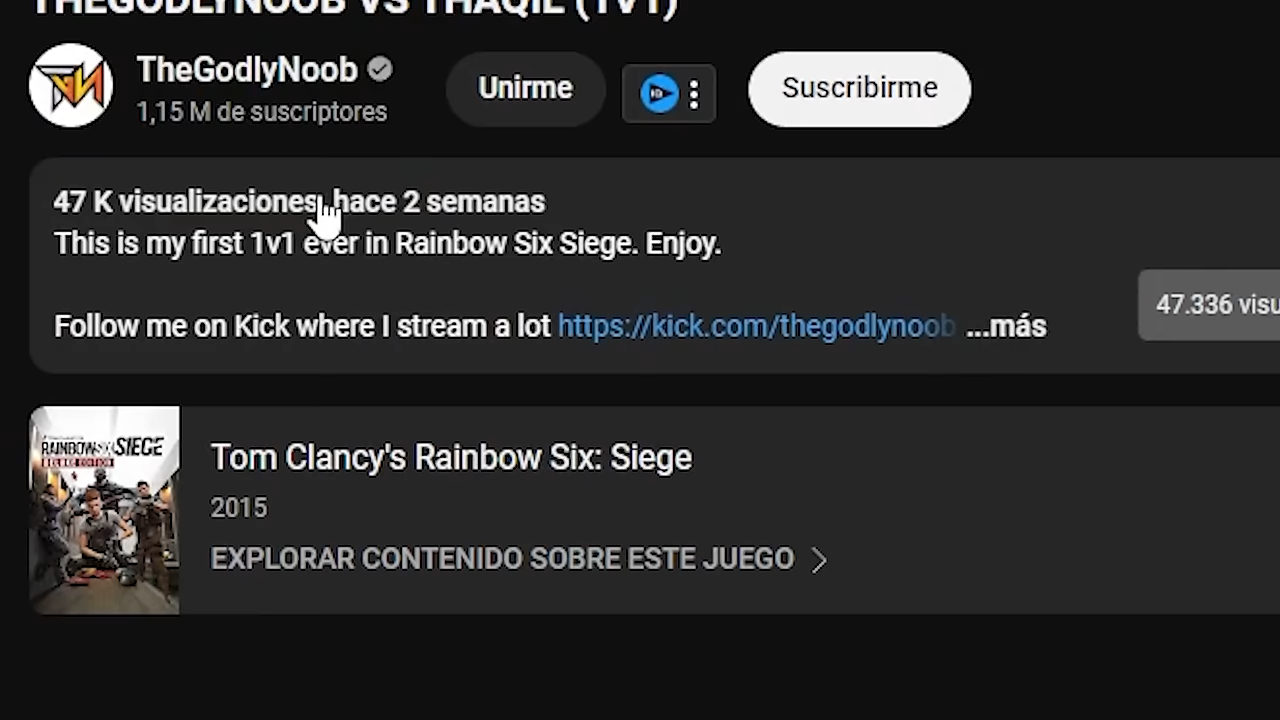 THEGODLYNOOB VS THAQIL (1V1)
TheGodlyNoob
1,15 M de suscriptores
Unirme
Suscribirme
47 K visualizaciones hace 2 semanas
This is my first 1v1 ever in Rainbow Six Siege. Enjoy.
Follow me on Kick where I stream a lot https://kick.com/thegodlynoob ...más
47.336 visu
RAINBOW SIX SIEGE
DELUXE EDITION
Tom Clancy's Rainbow Six: Siege
2015
EXPLORAR CONTENIDO SOBRE ESTE JUEGO